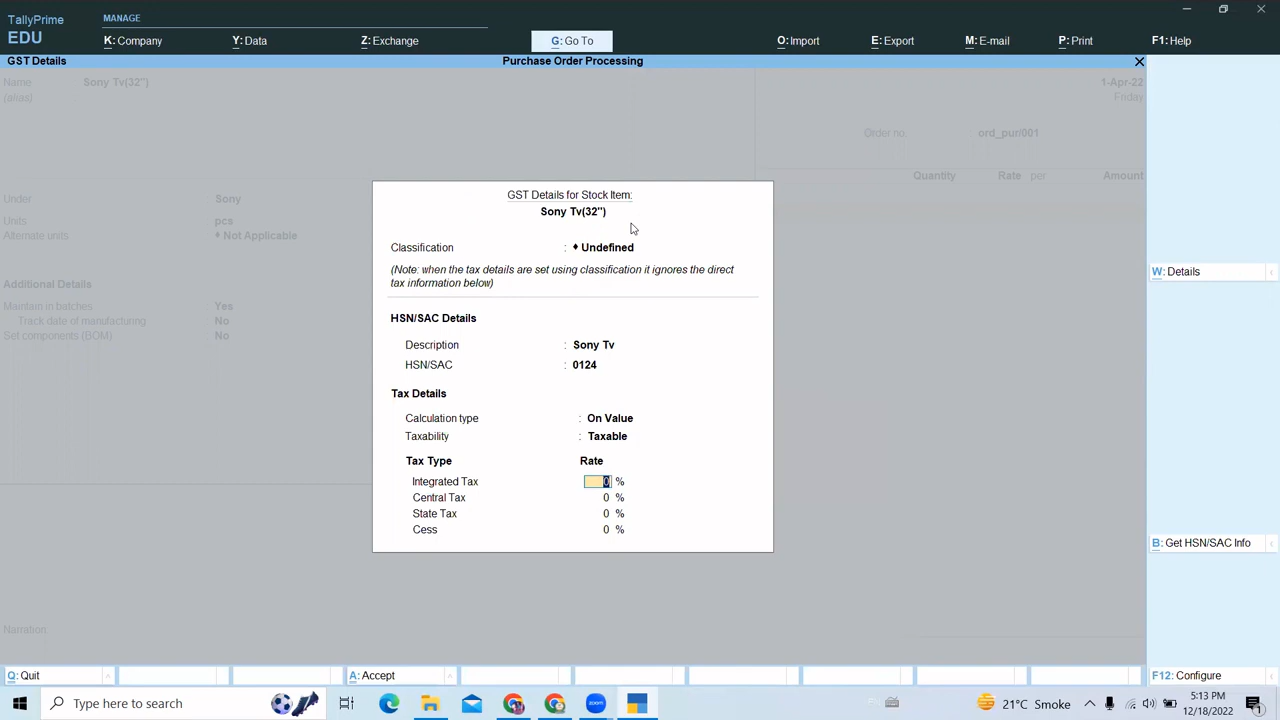 TallyPrime
EDU
MANAGE
K: Company
Y: Data
Z: Exchange
G: Go To
O: Import
E: Export
M: E-mail
P: Print
F1: Help
GST Details
Purchase Order Processing
Name Sony Tv(32")
(alias)
1-Apr-22
Friday
Order no. ord_pur/001
Quantity Rate per Amount
Under Sony
Units pcs
Alternate units ♦ Not Applicable
Additional Details
Maintain in batches : Yes
Track date of manufacturing No
Set components (BOM) No
GST Details for Stock Item:
Sony Tv(32")
Classification : ♦ Undefined
(Note: when the tax details are set using classification it ignores the direct
tax information below)
HSN/SAC Details
Description : Sony Tv
HSN/SAC : 0124
Tax Details
Calculation type : On Value
Taxability : Taxable
Tax Type Rate
Integrated Tax 0 %
Central Tax 0 %
State Tax 0 %
Cess 0 %
W: Details
B: Get HSN/SAC Info
Narration:
Q: Quit
A: Accept
F12: Configure
Type here to search
zoom
21°C Smoke
5:13 PM
12/18/2022
1